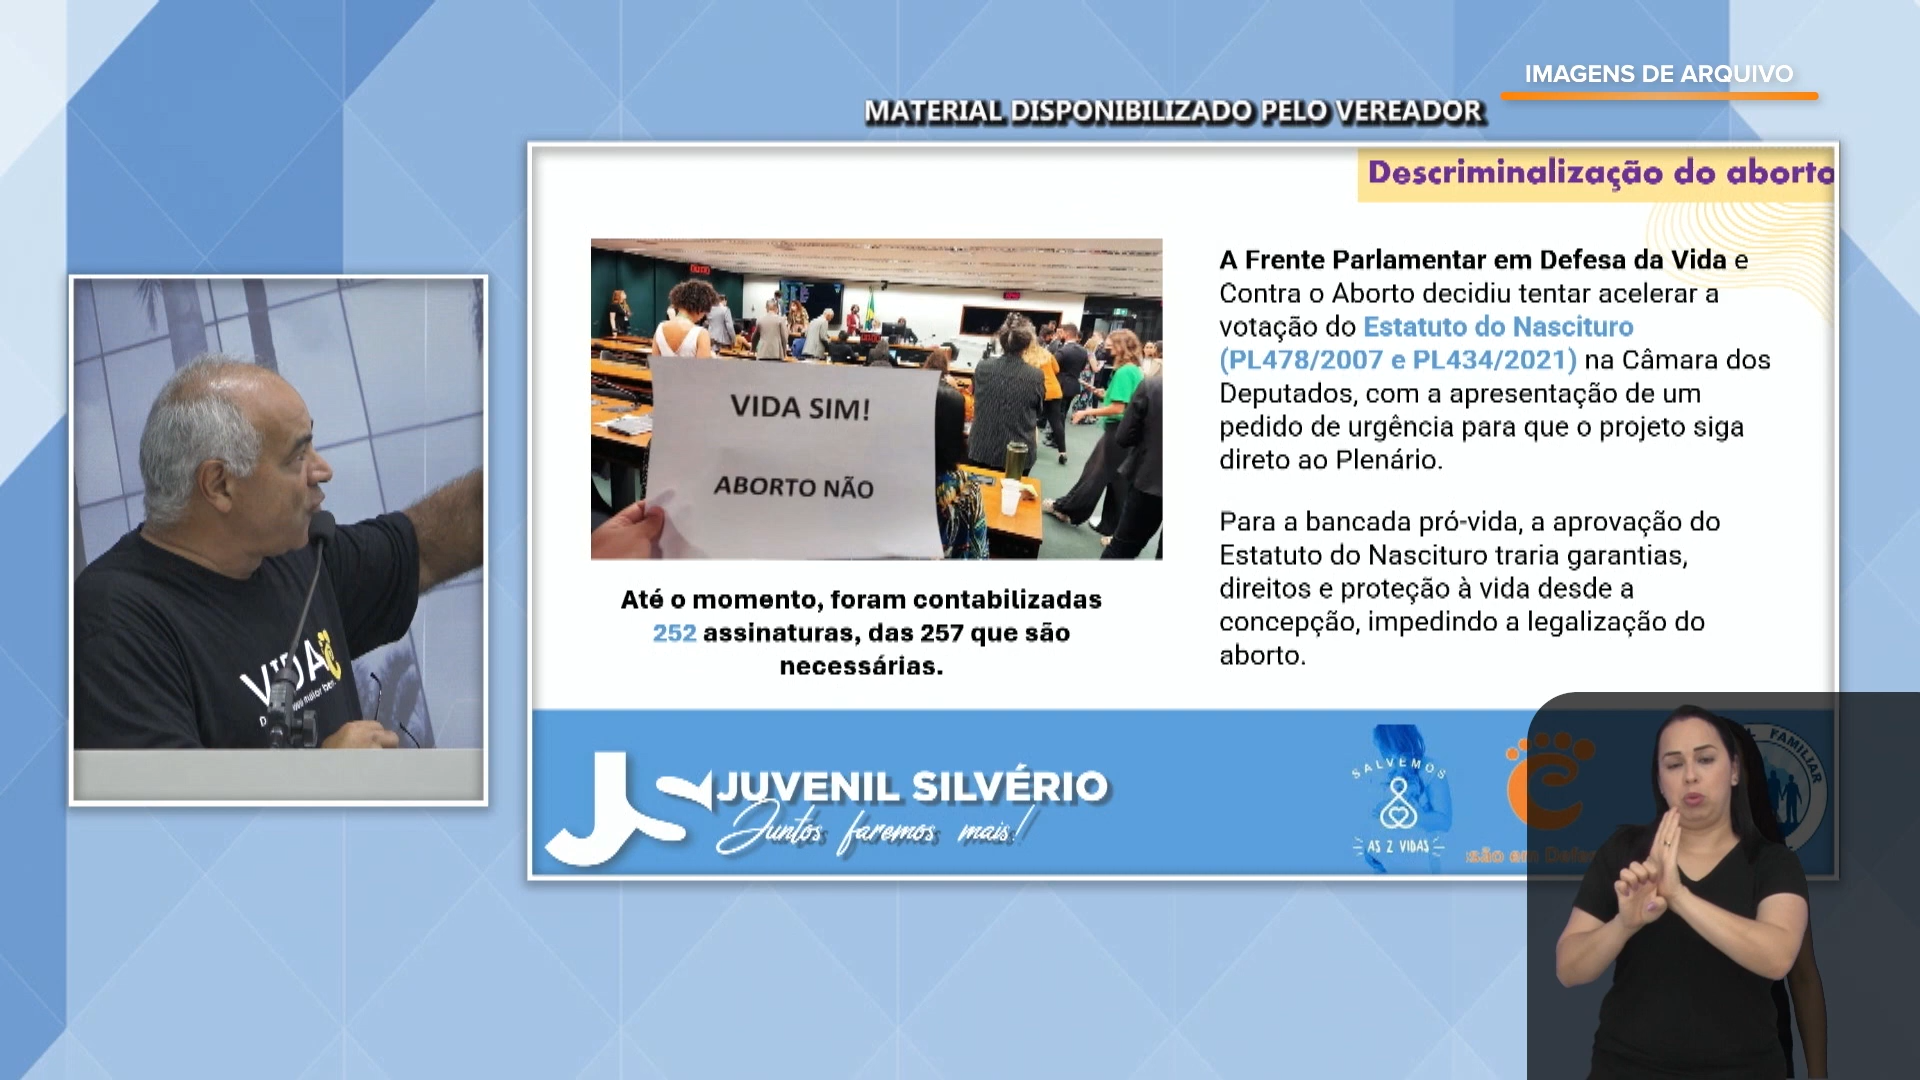 IMAGENS DE ARQUIVO
MATERIAL DISPONIBILIZADO PELO VEREADOR
Descriminalização do aborto
VIDA SIM!
ABORTO NÃO
Até o momento, foram contabilizadas
252 assinaturas, das 257 que são
necessárias.
A Frente Parlamentar em Defesa da Vida e
Contra o Aborto decidiu tentar acelerar a
votação do Estatuto do Nascituro
(PL478/2007 e PL434/2021) na Câmara dos
Deputados, com a apresentação de um
pedido de urgência para que o projeto siga
direto ao Plenário.
Para a bancada pró-vida, a aprovação do
Estatuto do Nascituro traria garantias,
direitos e proteção à vida desde a
concepção, impedindo a legalização do
aborto.
VIDA
maior bem.
JS JUVENIL SILVÉRIO
Juntos faremos mais!
SALVEMOS
AS 2 VIDAS
FAMILIAR